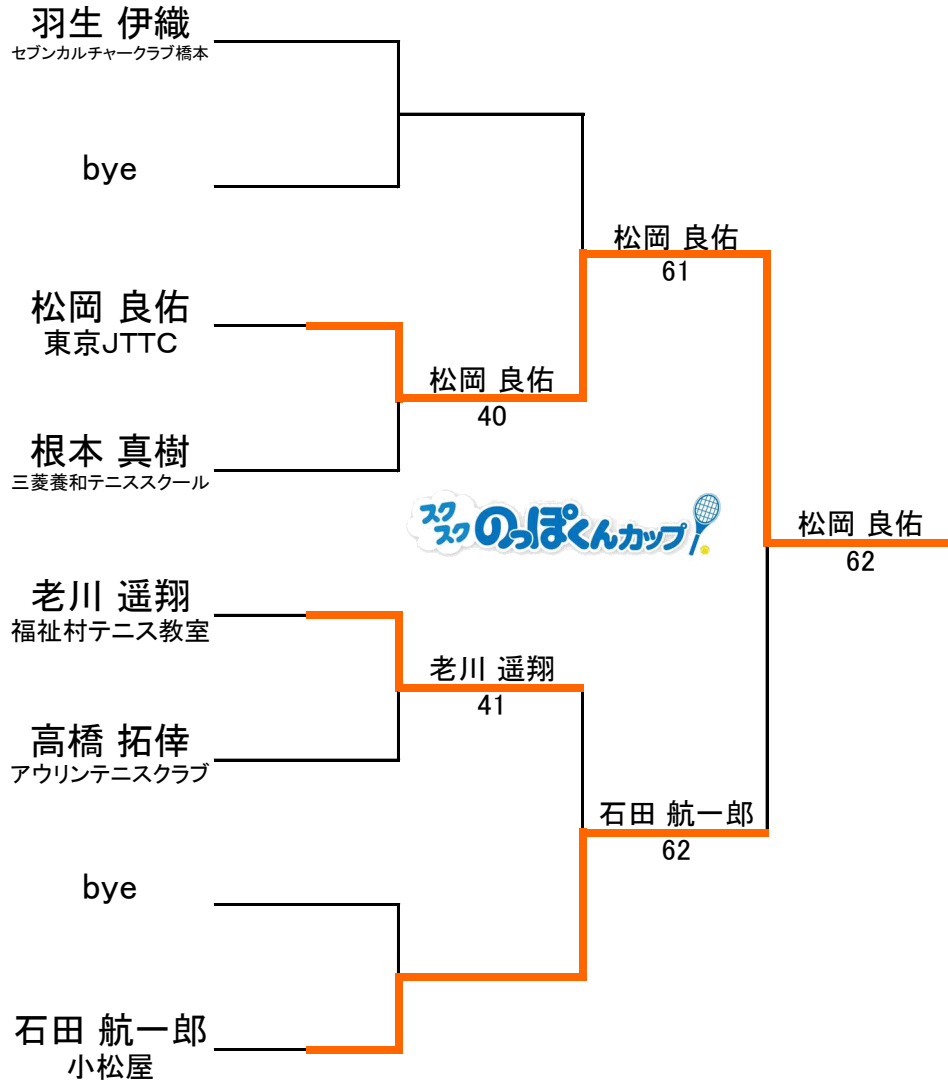 羽生 伊織
セブンカルチャークラブ橋本
bye
松岡 良佑
61
松岡 良佑
東京JTTC
松岡 良佑
40
根本 真樹
三菱養和テニススクール
スクスク のっぽくんカップ
松岡 良佑
62
老川 遥翔
福祉村テニス教室
老川 遥翔
41
高橋 拓倖
アウリンテニスクラブ
石田 航一郎
62
bye
石田 航一郎
小松屋